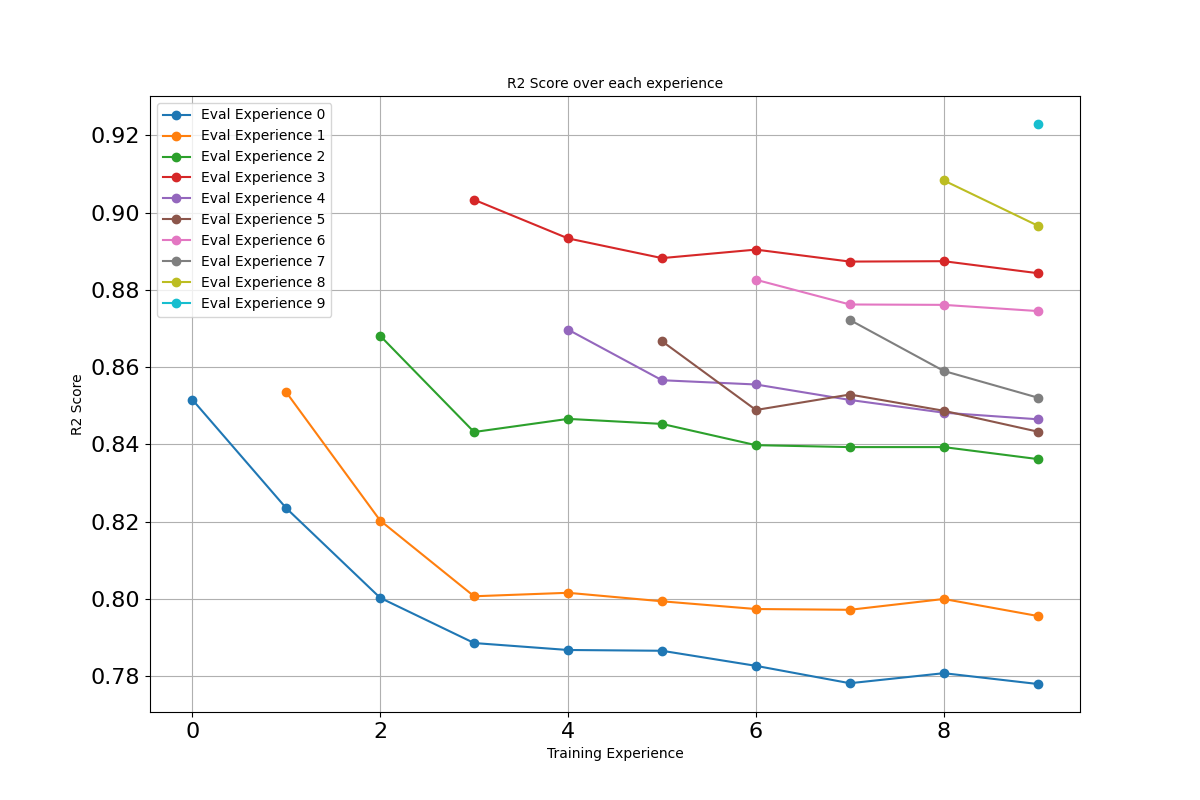 R2 Score over each experience
Eval Experience 0
Eval Experience 1
Eval Experience 2
Eval Experience 3
Eval Experience 4
Eval Experience 5
Eval Experience 6
Eval Experience 7
Eval Experience 8
Eval Experience 9
0.92
0.90
0.88
0.86
0.84
0.82
0.80
0.78
R2 Score
0 2 4 6 8
Training Experience